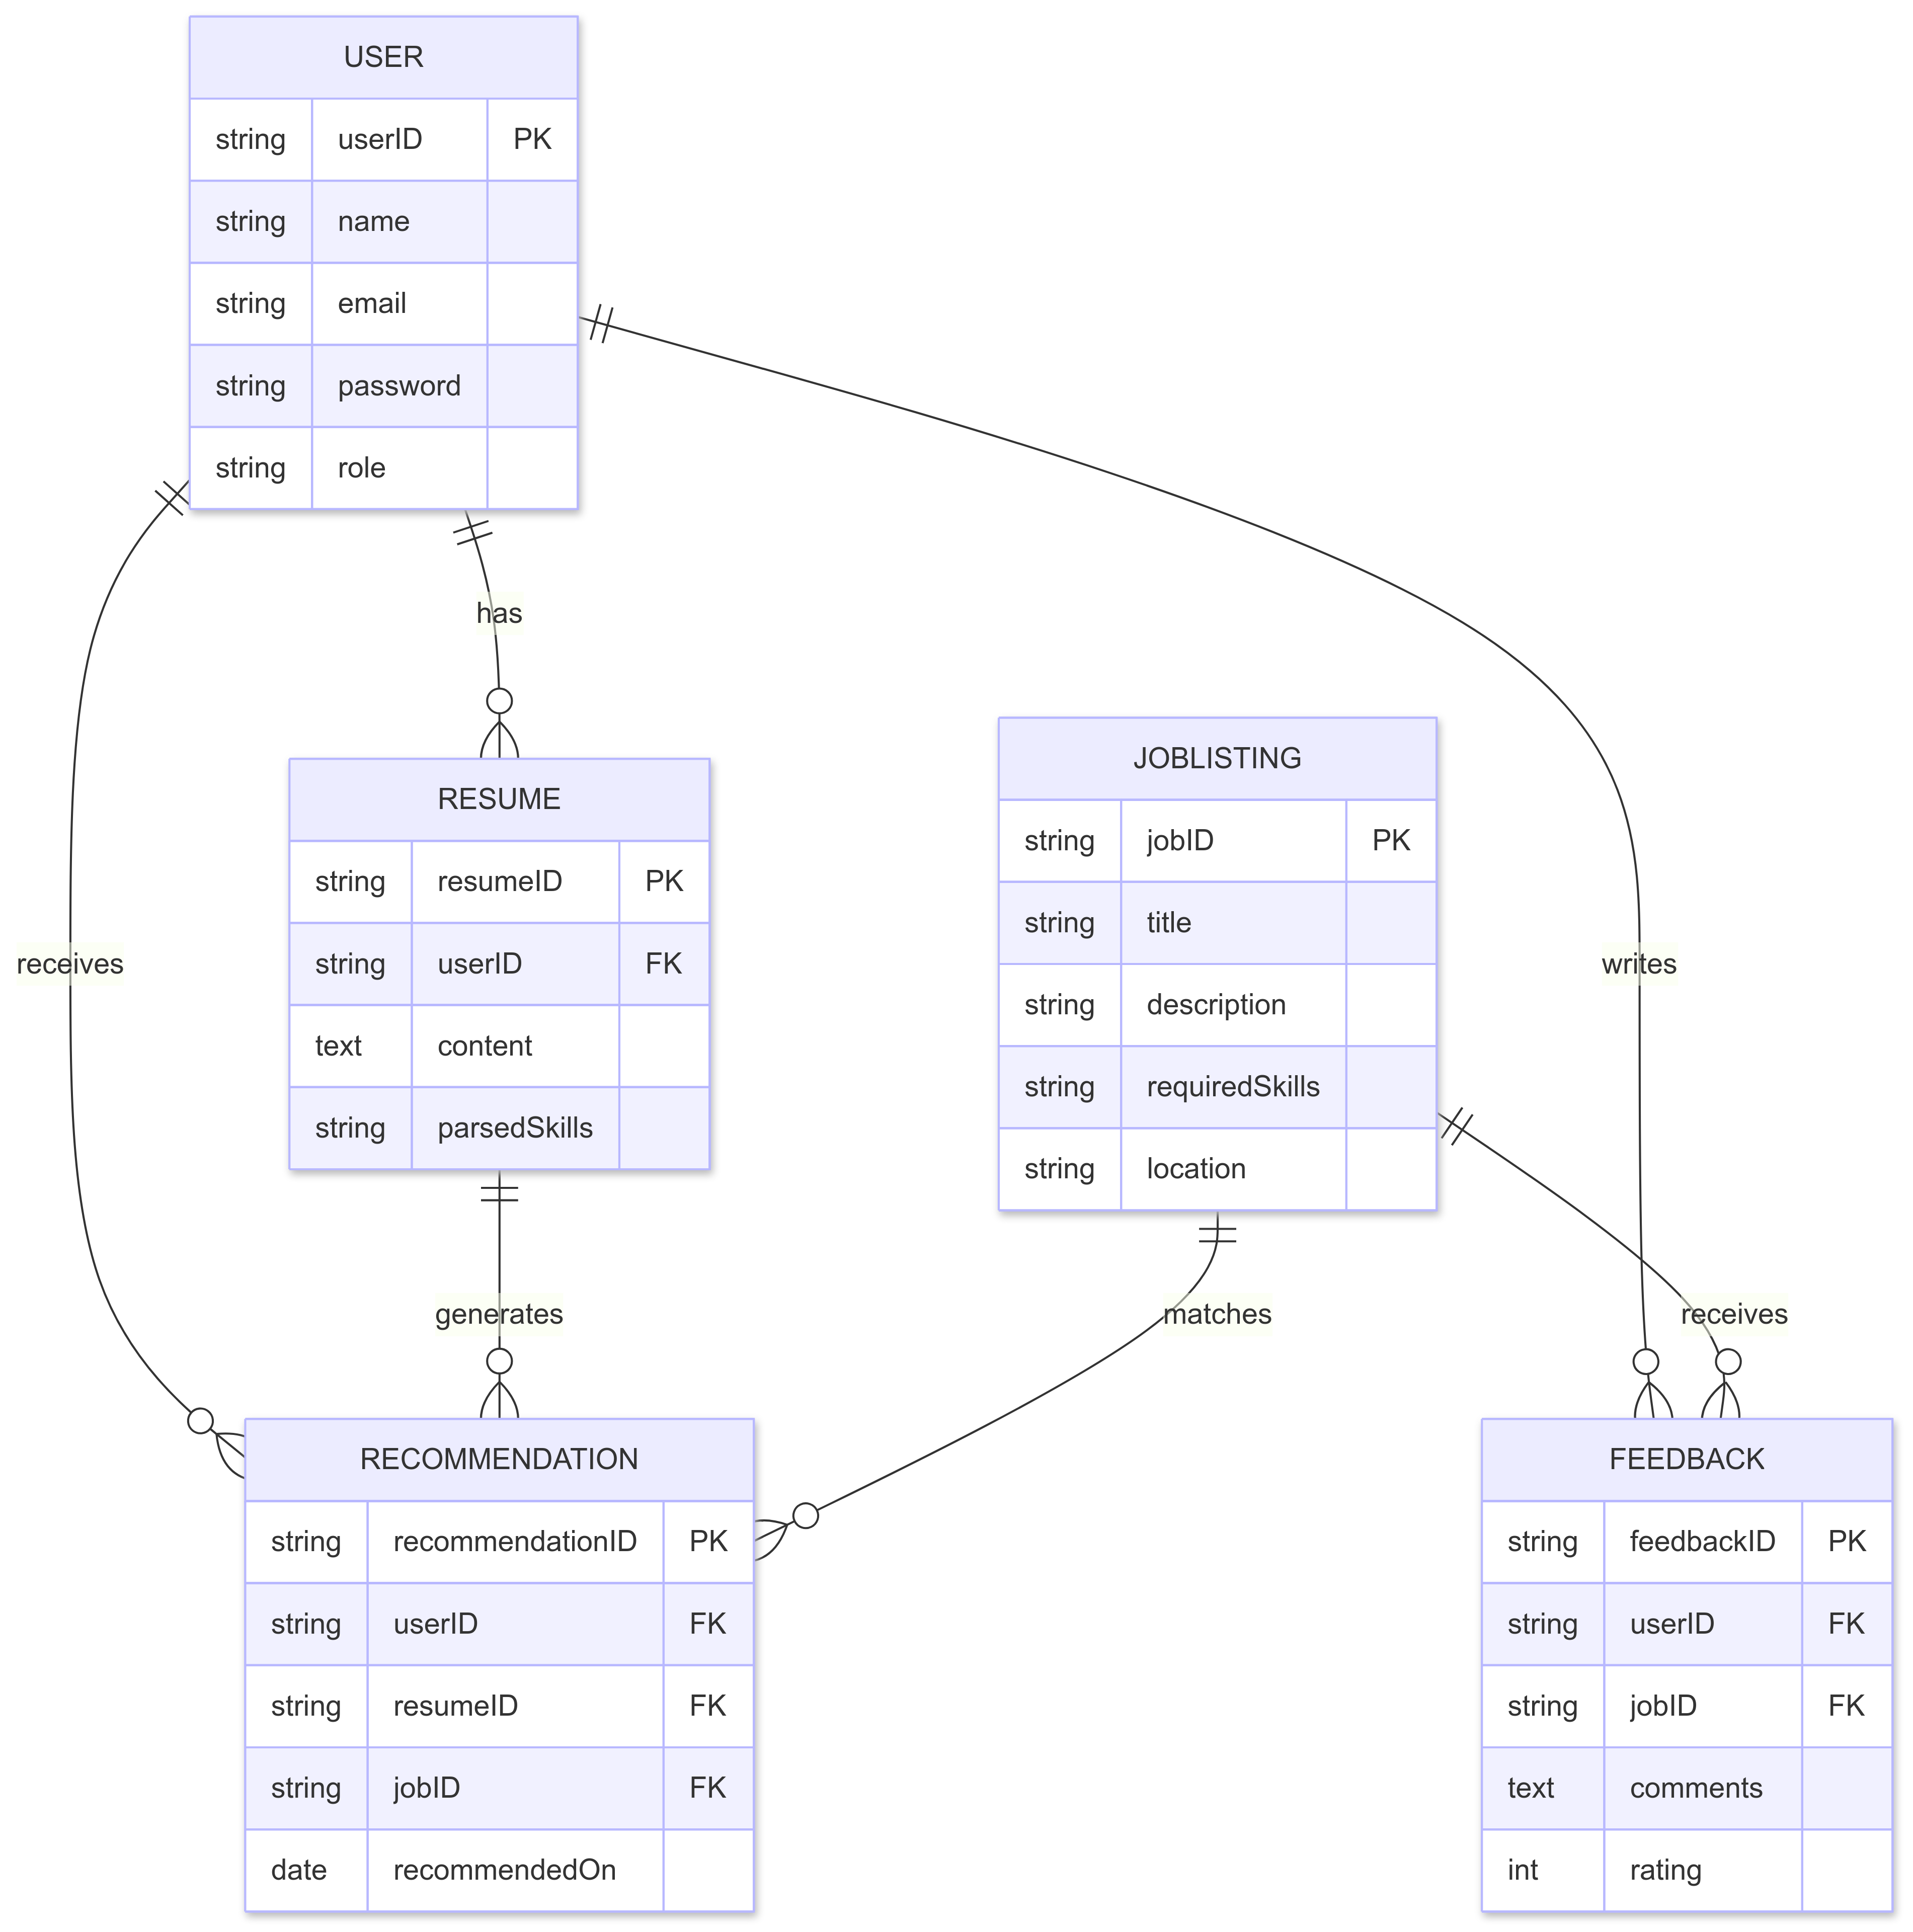 USER
string userID PK
string name
string email
string password
string role
has
RESUME
string resumeID PK
string userID FK
text content
string parsedSkills
JOBLISTING
string jobID PK
string title
string description
string requiredSkills
string location
receives
writes
generates
matches
receives
RECOMMENDATION
string recommendationID PK
string userID FK
string resumeID FK
string jobID FK
date recommendedOn
FEEDBACK
string feedbackID PK
string userID FK
string jobID FK
text comments
int rating